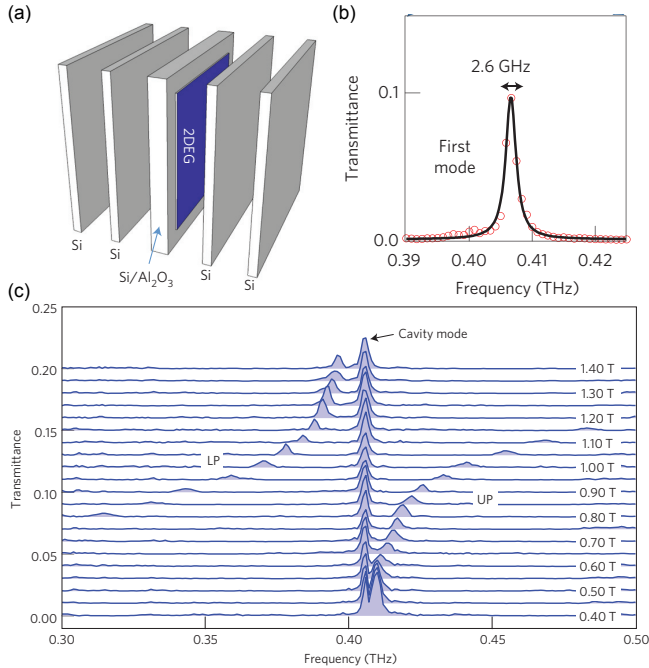 (a)
Si
Si
Si/Al₂O₃
2DEG
Si
Si
(b)
2.6 GHz
First
mode
Transmittance
0.1
0.0
0.39
0.40
0.41
0.42
Frequency (THz)
(c)
Transmittance
0.25
0.20
0.15
0.10
0.05
0.00
Cavity mode
LP
UP
1.40 T
1.30 T
1.20 T
1.10 T
1.00 T
0.90 T
0.80 T
0.70 T
0.60 T
0.50 T
0.40 T
0.30
0.35
0.40
0.45
0.50
Frequency (THz)